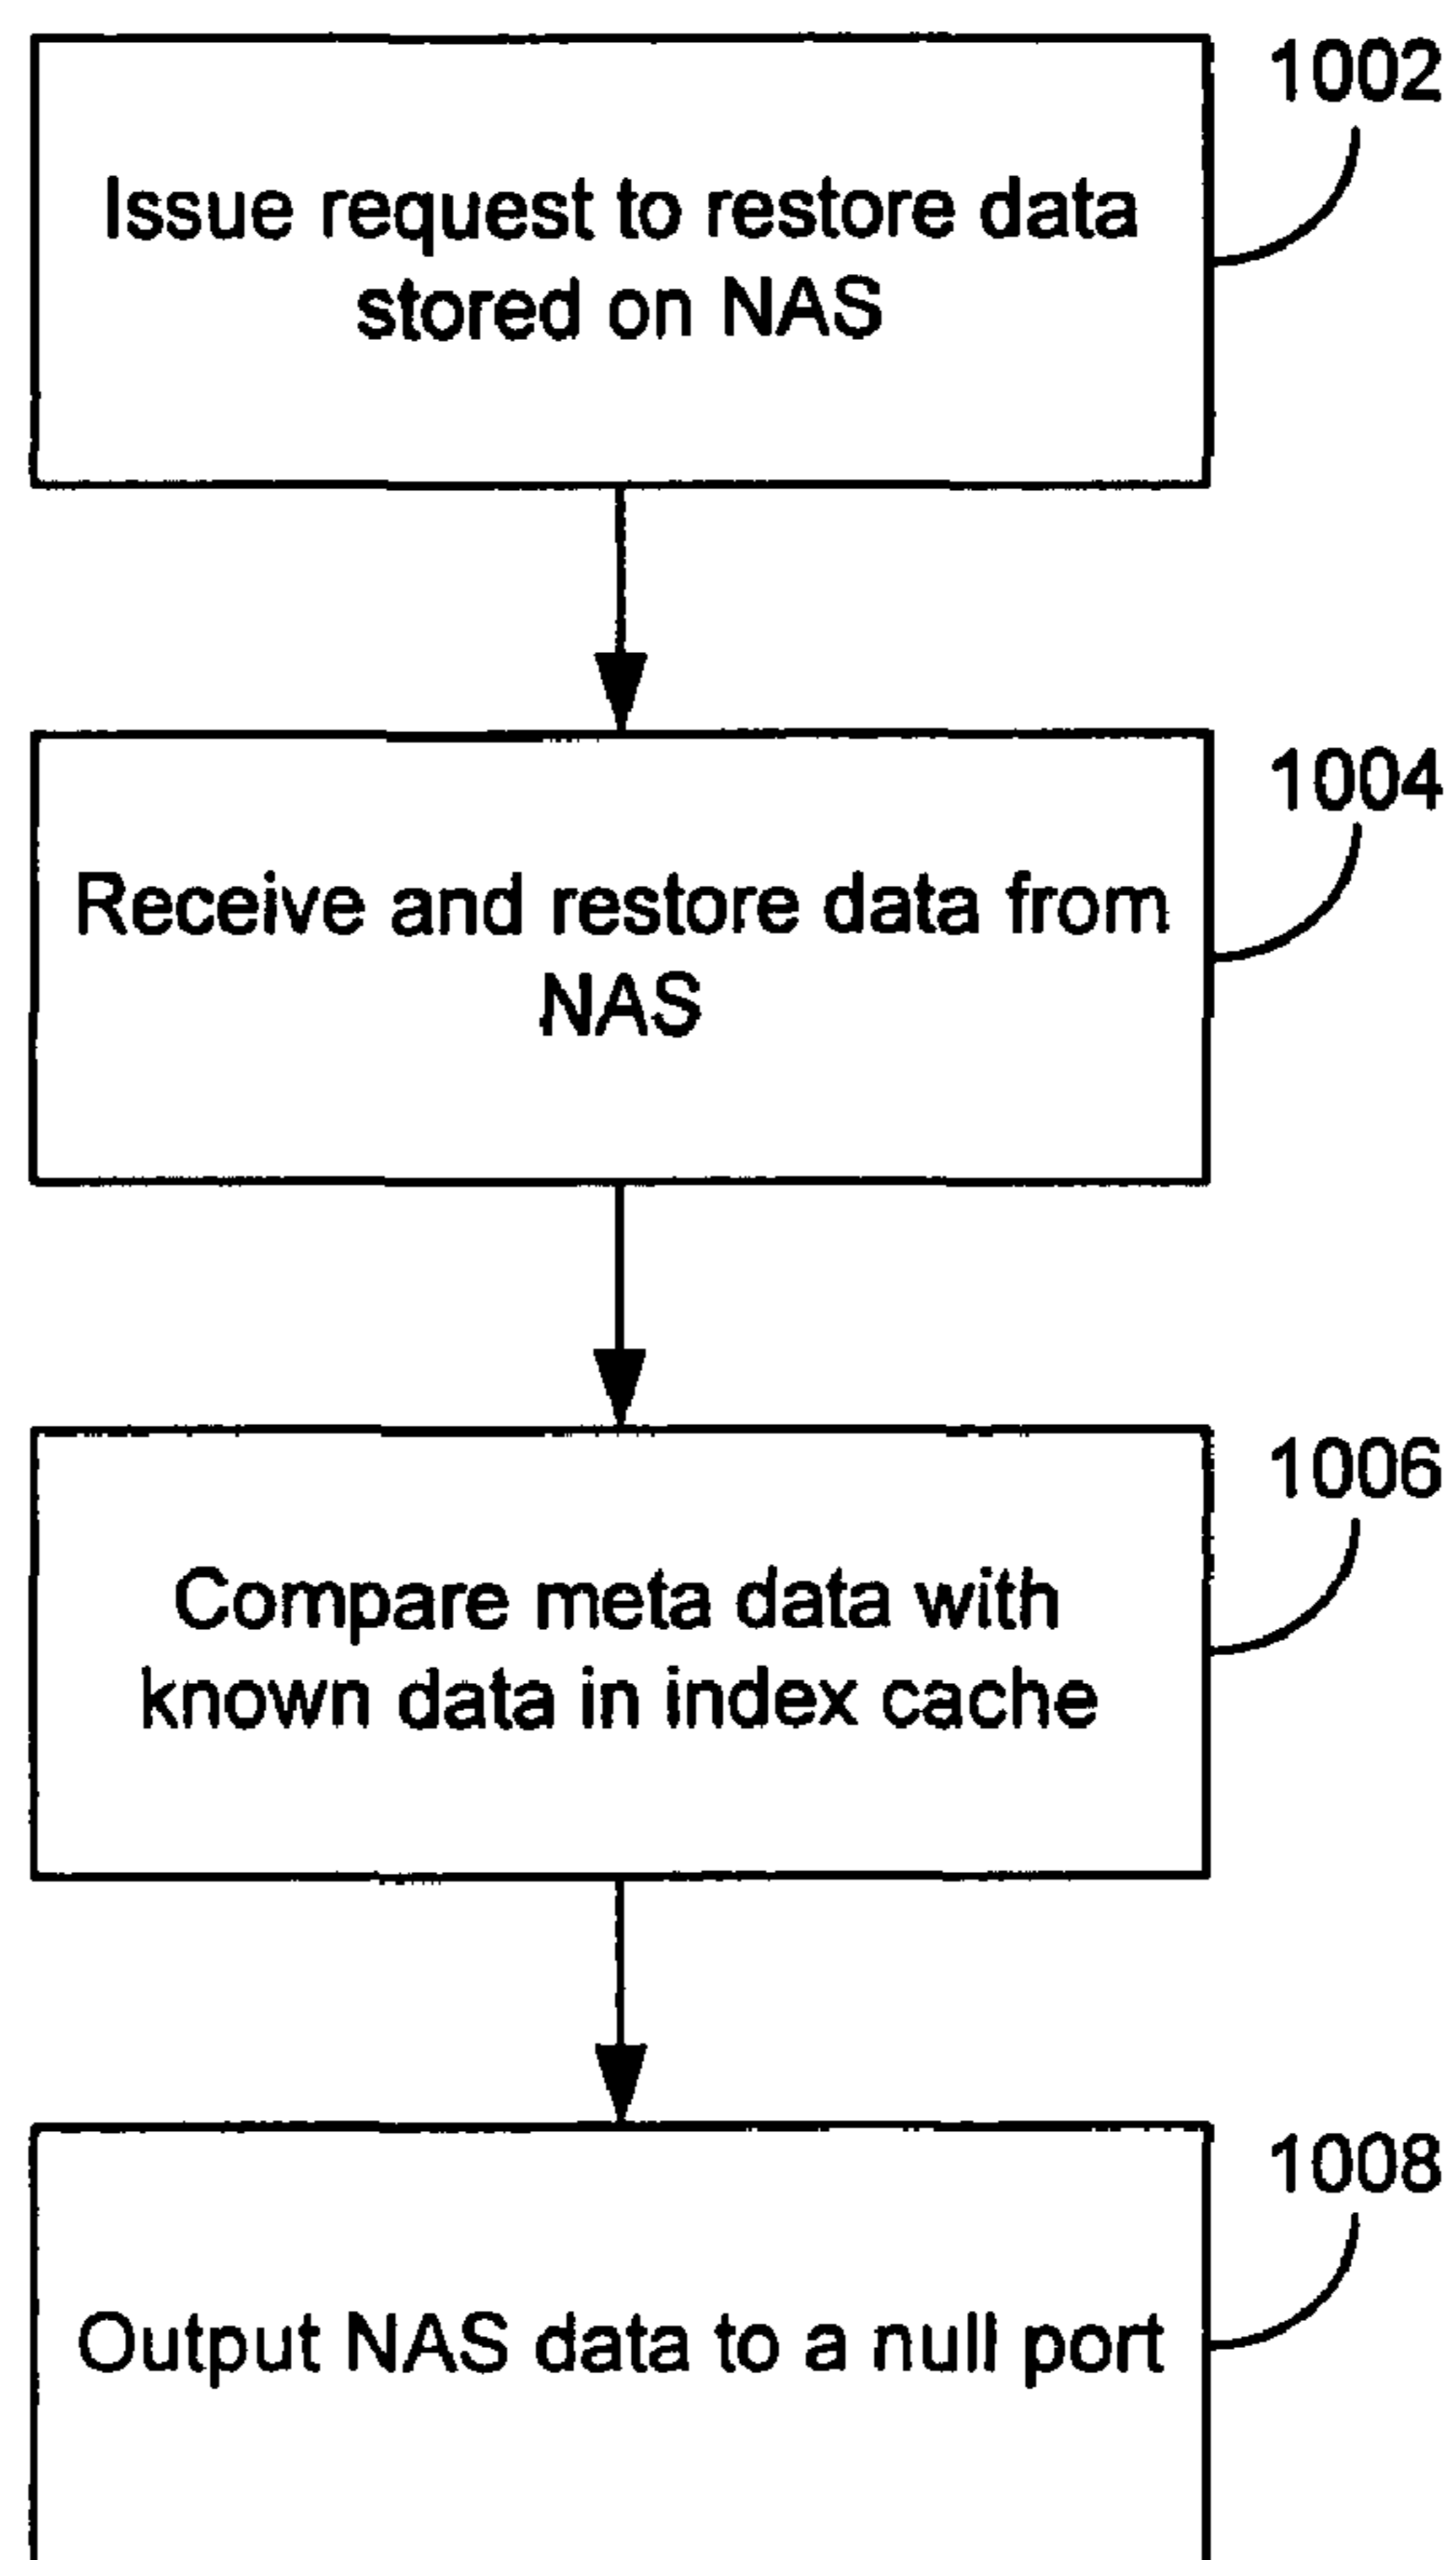 1002
Issue request to restore data
stored on NAS
1004
Receive and restore data from
NAS
1006
Compare meta data with
known data in index cache
1008
Output NAS data to a null port